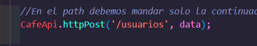 //En el path debemos mandar solo la continuac
CafeApi.httpPost('/usuarios', data);